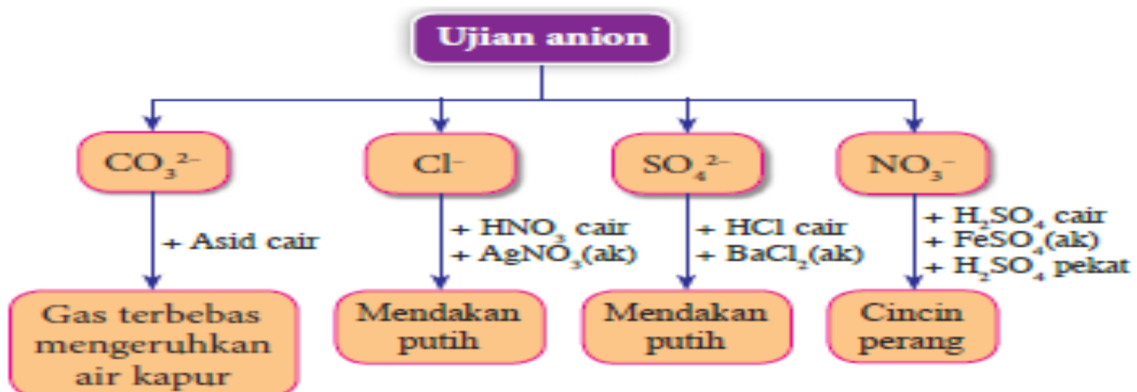 Ujian anion
CO₃²⁻
Cl⁻
SO₄²⁻
NO₃⁻
+ Asid cair
+ HNO₃ cair
+ AgNO₃(ak)
+ HCl cair
+ BaCl₂(ak)
+ H₂SO₄ cair
+ FeSO₄(ak)
+ H₂SO₄ pekat
Gas terbebas
mengeruhkan
air kapur
Mendakan
putih
Mendakan
putih
Cincin
perang